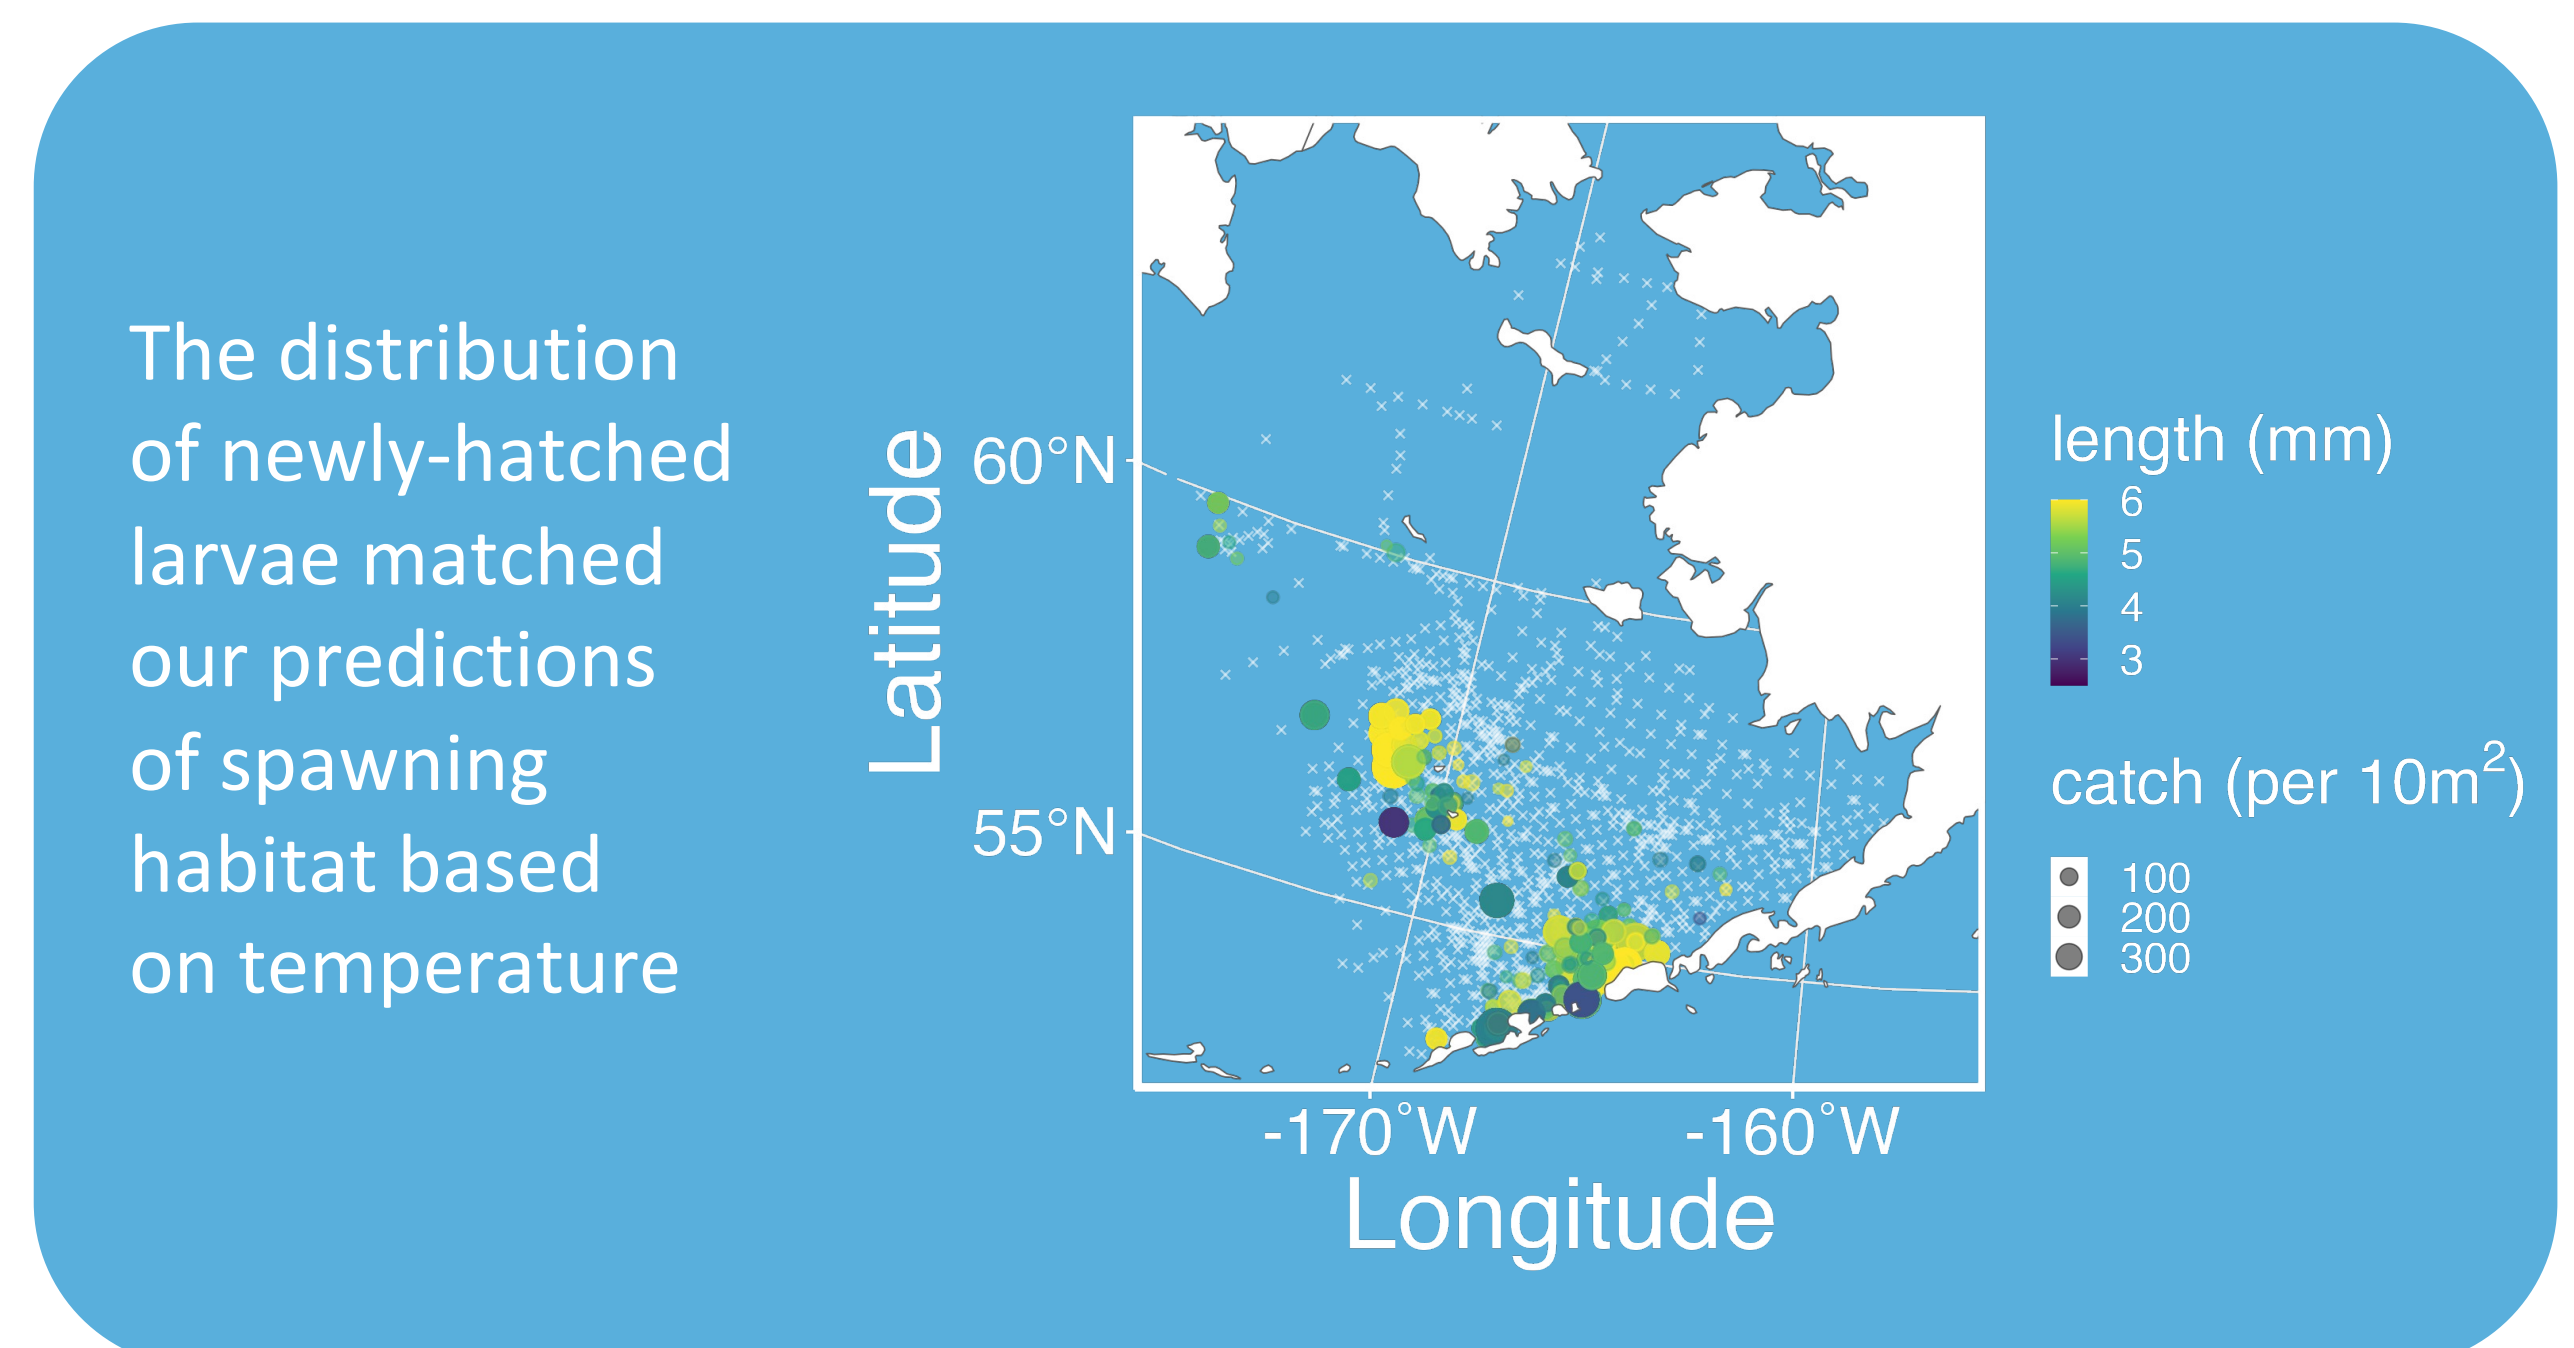 The distribution
of newly-hatched
larvae matched
our predictions
of spawning
habitat based
on temperature
Latitude
60°N
55°N
-170°W
-160°W
Longitude
length (mm)
6
5
4
3
catch (per 10m²)
100
200
300